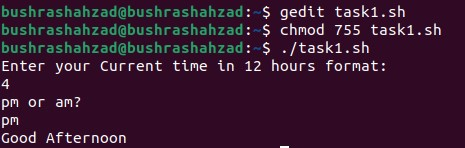 bushrashahzad@bushrashahzad:~$ gedit task1.sh
bushrashahzad@bushrashahzad:~$ chmod 755 task1.sh
bushrashahzad@bushrashahzad:~$ ./task1.sh
Enter your Current time in 12 hours format:
4
pm or am?
pm
Good Afternoon